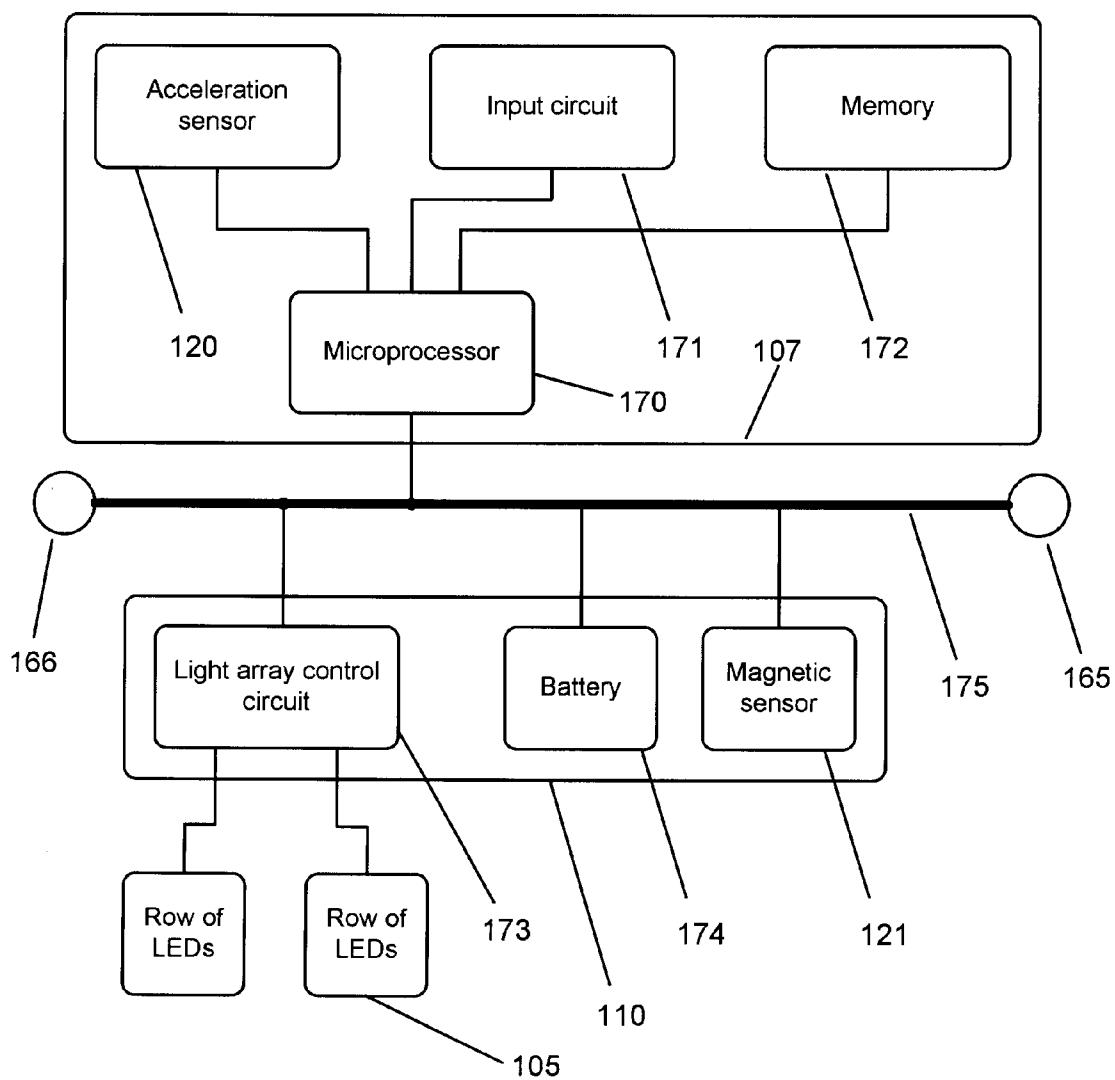 Acceleration
sensor
Input circuit
Memory
120
Microprocessor
171
107
172
170
166
Light array control
circuit
Battery
Magnetic
sensor
175
165
Row of
LEDs
Row of
LEDs
173
174
121
110
105